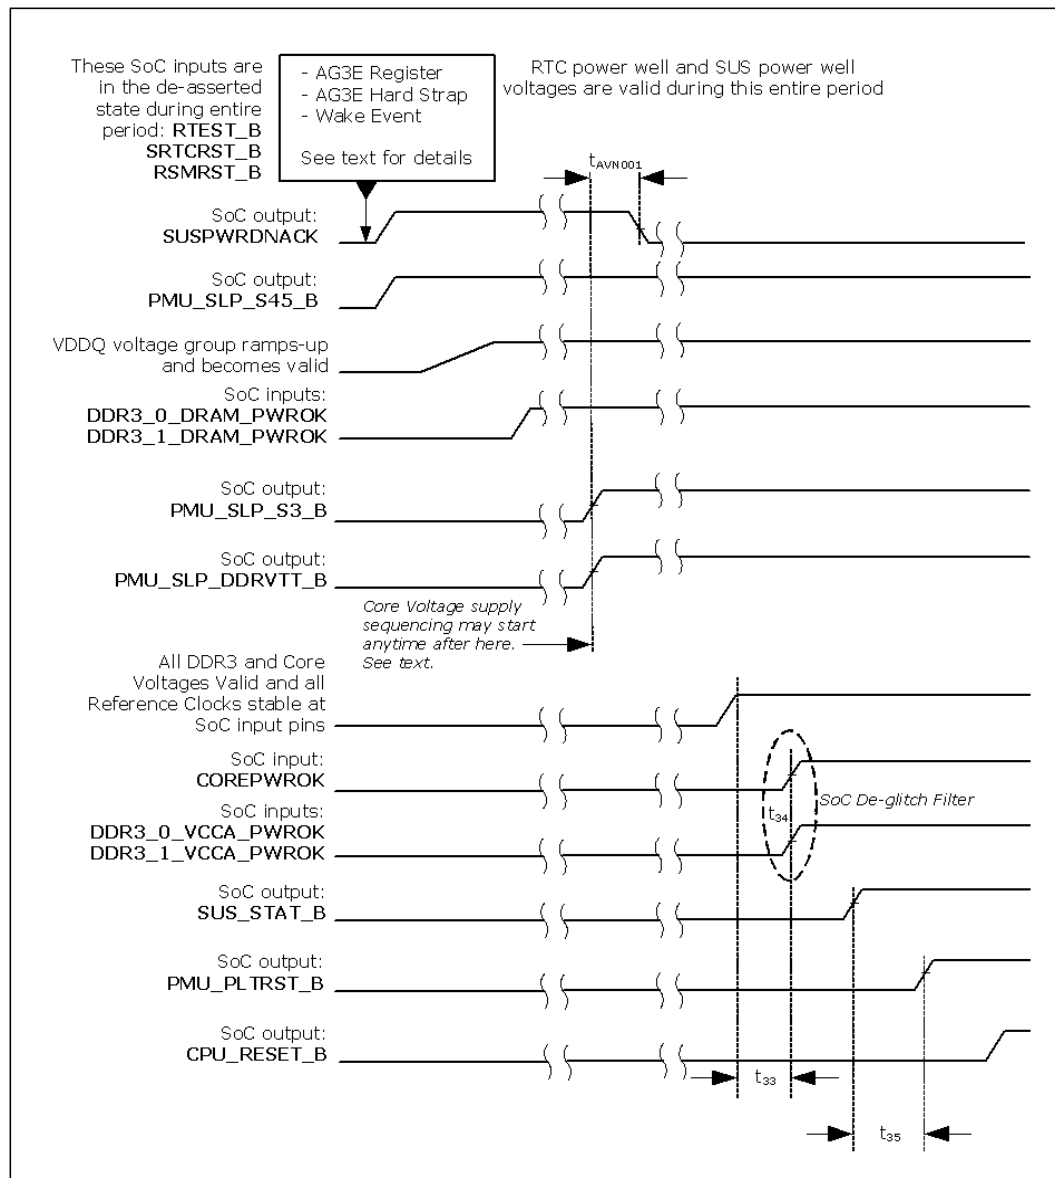 These SoC inputs are
in the de-asserted
state during entire
period: RTEST_B
SRTCRST_B
RSMRST_B
- AG3E Register
- AG3E Hard Strap
- Wake Event
See text for details
RTC power well and SUS power well
voltages are valid during this entire period
tAVN001
SoC output:
SUSPWRDNACK
SoC output:
PMU_SLP_S45_B
VDDQ voltage group ramps-up
and becomes valid
SoC inputs:
DDR3_0_DRAM_PWROK
DDR3_1_DRAM_PWROK
SoC output:
PMU_SLP_S3_B
SoC output:
PMU_SLP_DDRVTT_B
Core Voltage supply
sequencing may start
anytime after here.
See text.
All DDR3 and Core
Voltages Valid and all
Reference Clocks stable at
SoC input pins
SoC input:
COREPWROK
SoC De-glitch Filter
t34
SoC inputs:
DDR3_0_VCCA_PWROK
DDR3_1_VCCA_PWROK
SoC output:
SUS_STAT_B
SoC output:
PMU_PLTRST_B
SoC output:
CPU_RESET_B
t33
t35